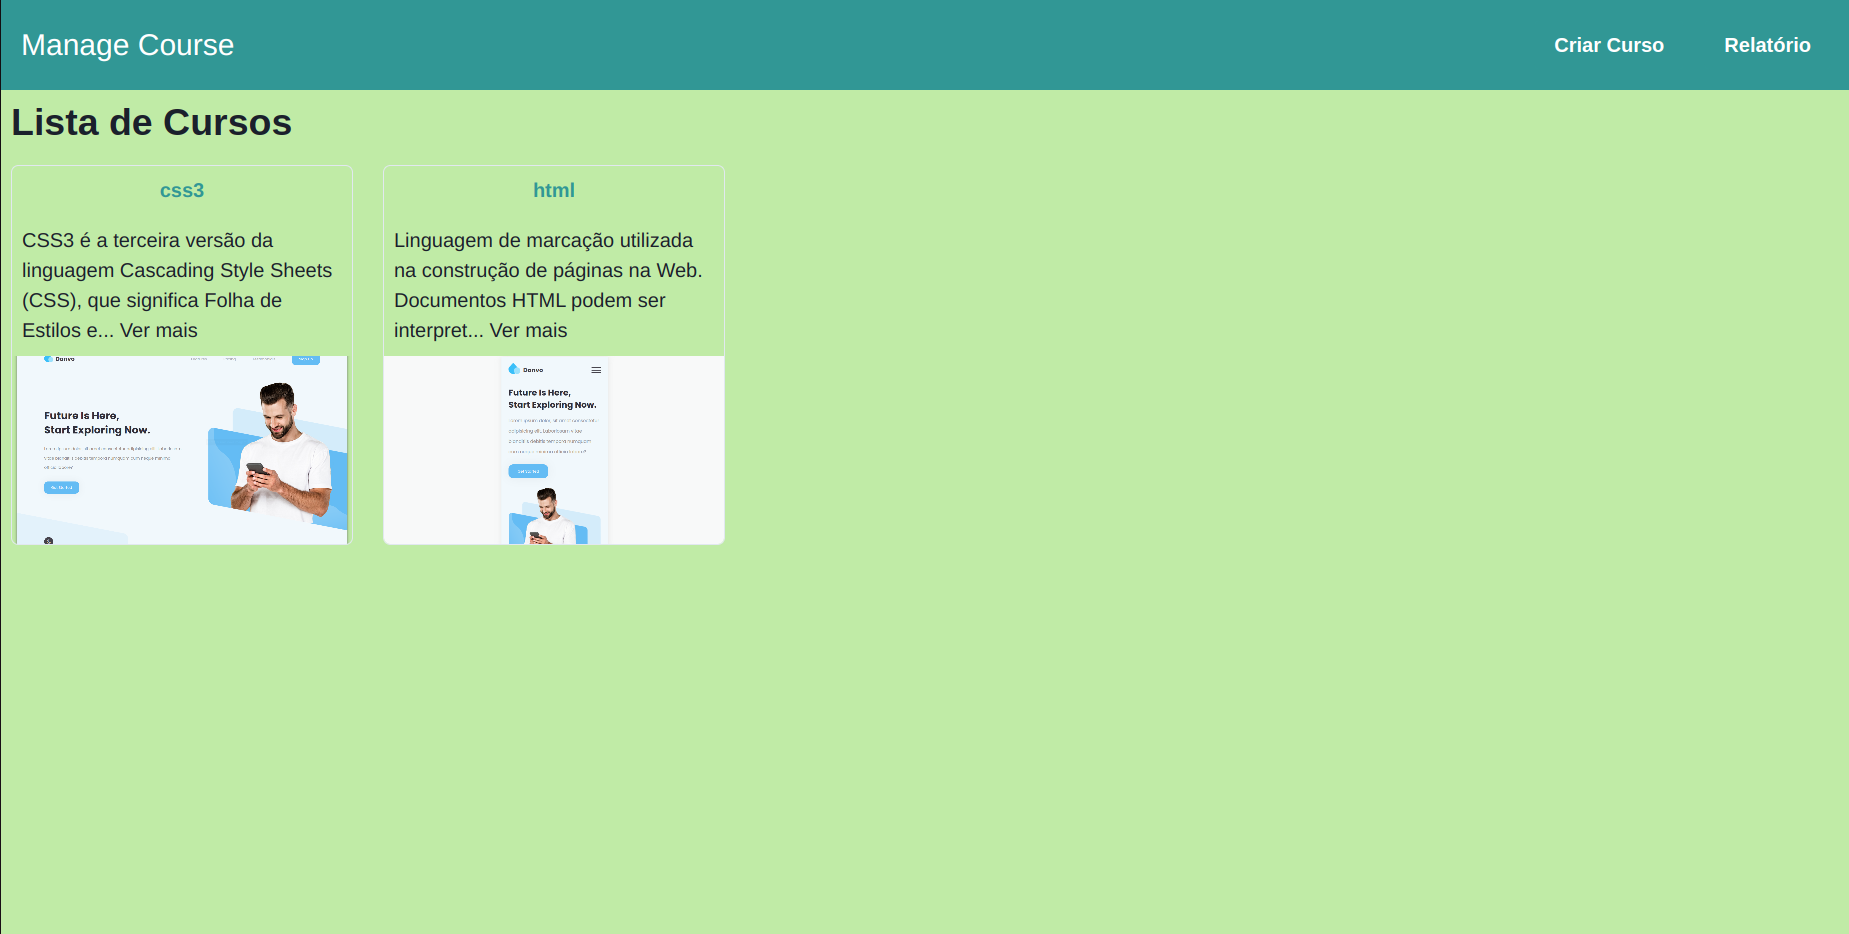 Manage Course
Criar Curso
Relatório
Lista de Cursos
css3
CSS3 é a terceira versão da
linguagem Cascading Style Sheets
(CSS), que significa Folha de
Estilos e... Ver mais
Danvo
Future Is Here,
Start Exploring Now.
html
Linguagem de marcação utilizada
na construção de páginas na Web.
Documentos HTML podem ser
interpret... Ver mais
Danvo
Future Is Here,
Start Exploring Now.
Get Started